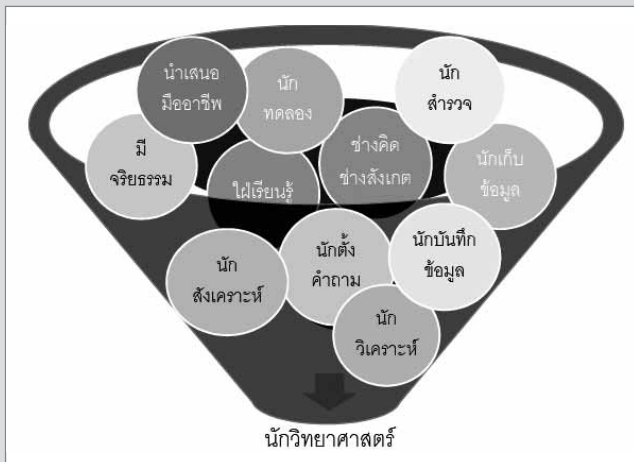 นำเสนอ
มืออาชีพ
นัก
ทดลอง
นัก
สำรวจ
มี
จริยธรรม
ใฝ่เรียนรู้
ช่างคิด
ช่างสังเกต
นักเก็บ
ข้อมูล
นัก
สังเคราะห์
นักตั้ง
คำถาม
นักบันทึก
ข้อมูล
นัก
วิเคราะห์
นักวิทยาศาสตร์